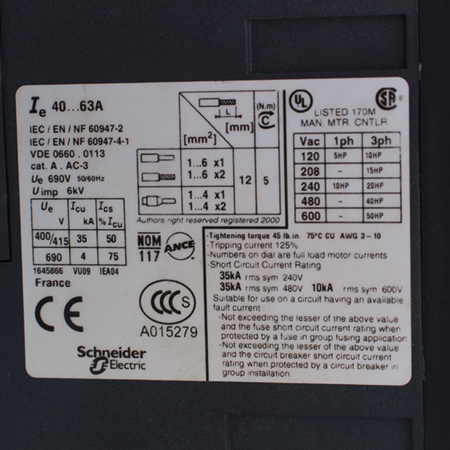 Ie 40...63A
IEC / EN / NF 60947-2
IEC / EN / NF 60947-4-1
VDE 0660 . 0113
cat. A . AC-3
Ue 690V 50/60Hz
U imp 6kV
Ue Icu Ics
V kA %Icu
400/415 35 50
690 4 75
1645866 VU09 IEA04
France
CE
[mm²] L [mm] (N.m)
1...6 x1
1...6 x2
1...4 x1
1...4 x2
12 5
Authors right reserved registered 2000
NOM
117
ANCE
CCC S
A015279
Schneider
Electric
UL SA
LISTED 170M
MAN. MTR. CNTLR
Vac 1ph 3ph
120 5HP 10HP
208 – 15HP
240 10HP 20HP
480 – 40HP
600 – 50HP
-Tightening torque 45 lb.in. 75°C CU AWG 3-10
-Tripping current 125%
-Numbers on dial are full load motor currents
-Short Circuit Current Rating
35kA rms sym 240V
35kA rms sym 480V 10kA rms sym 600V
Suitable for use on a circuit having an available
fault current :
-Not exceeding the lesser of the above value
and the fuse short circuit current rating when
protected by a fuse in group fusing application
-Not exceeding the lesser of the above value
and the circuit breaker short circuit current
rating when protected by a circuit breaker in
group installation.